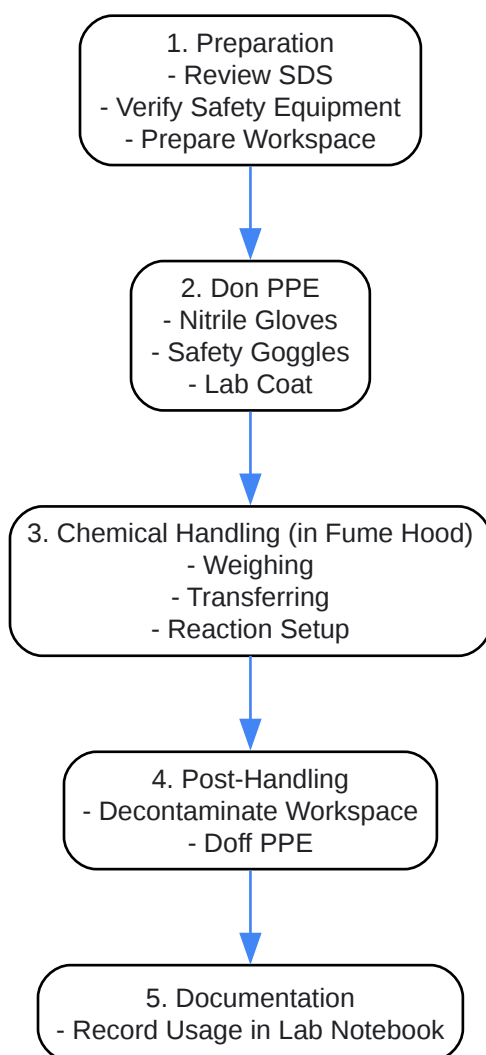 1. Preparation
- Review SDS
- Verify Safety Equipment
- Prepare Workspace
2. Don PPE
- Nitrile Gloves
- Safety Goggles
- Lab Coat
3. Chemical Handling (in Fume Hood)
- Weighing
- Transferring
- Reaction Setup
4. Post-Handling
- Decontaminate Workspace
- Doff PPE
5. Documentation
- Record Usage in Lab Notebook